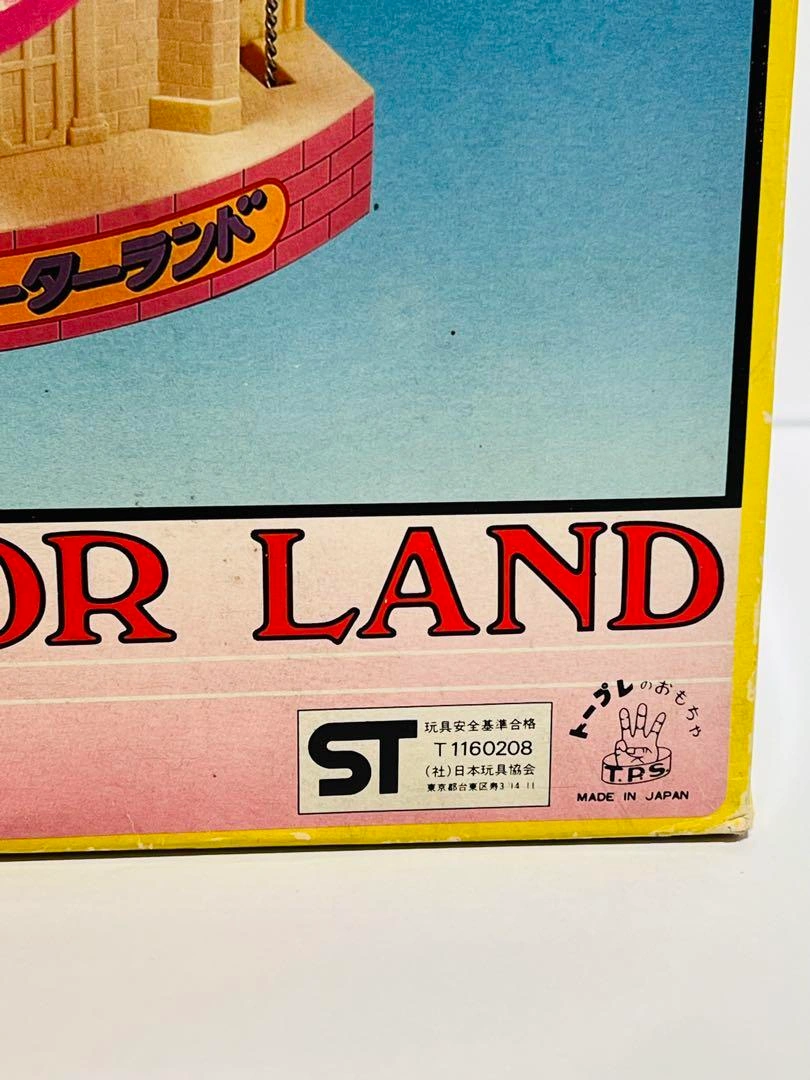 ーターランド
OR LAND
ST
玩具安全基準合格
T 1160208
(社)日本玩具協会
東京都台東区寿3 14 11
トープレのおもちゃ
T.P.S.
MADE IN JAPAN